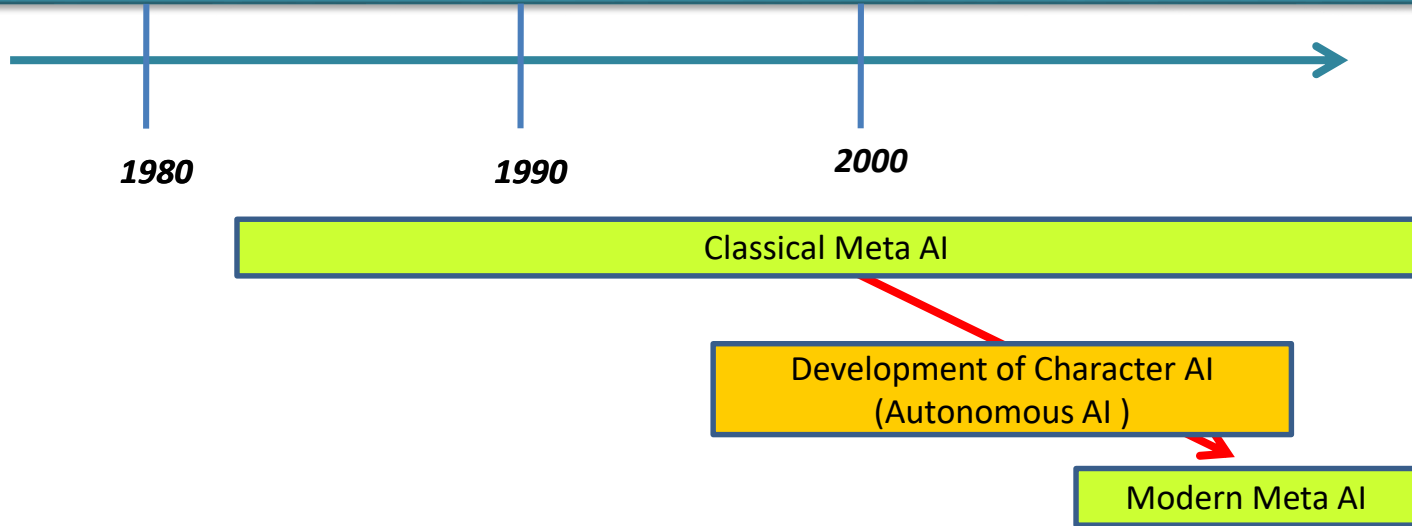 1980
1990
2000
Classical Meta AI
Development of Character AI
(Autonomous AI )
Modern Meta AI